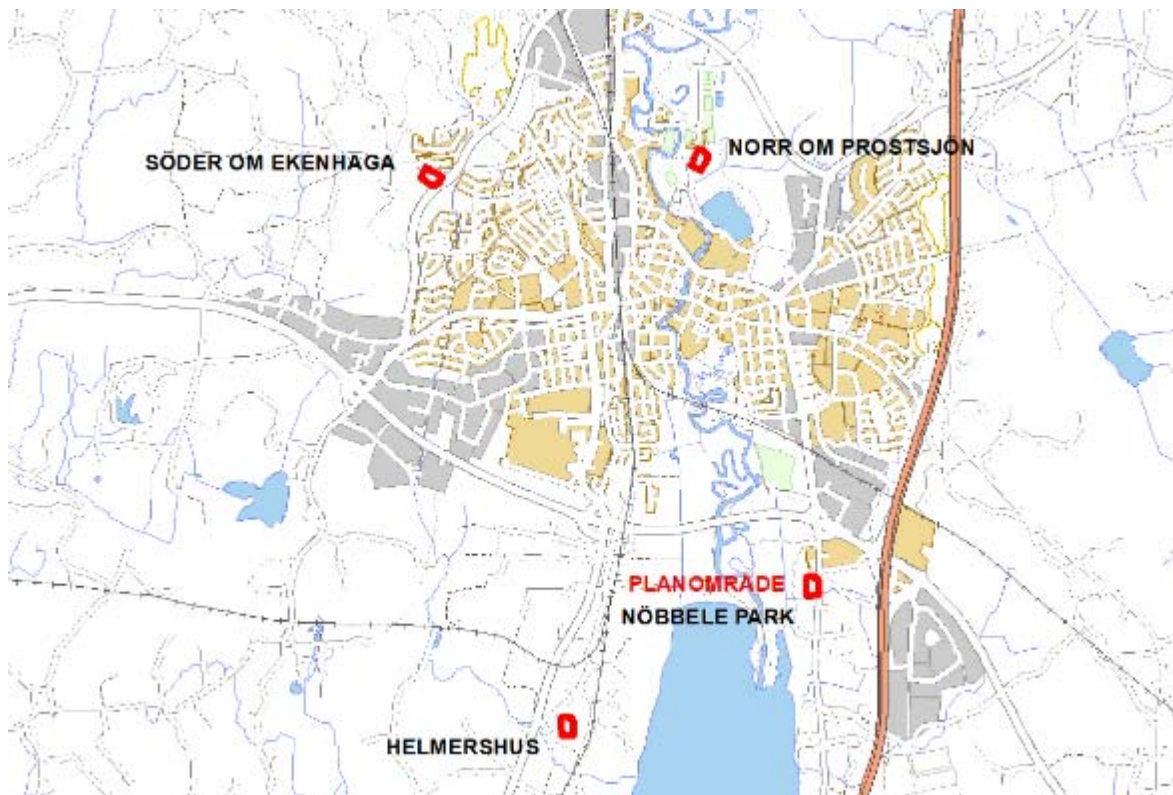 NORR OM PROSTSJÖN
SÖDER OM EKENHAGA
PLANOMRÅDE
NÖBBELE PARK
HELMERSHUS